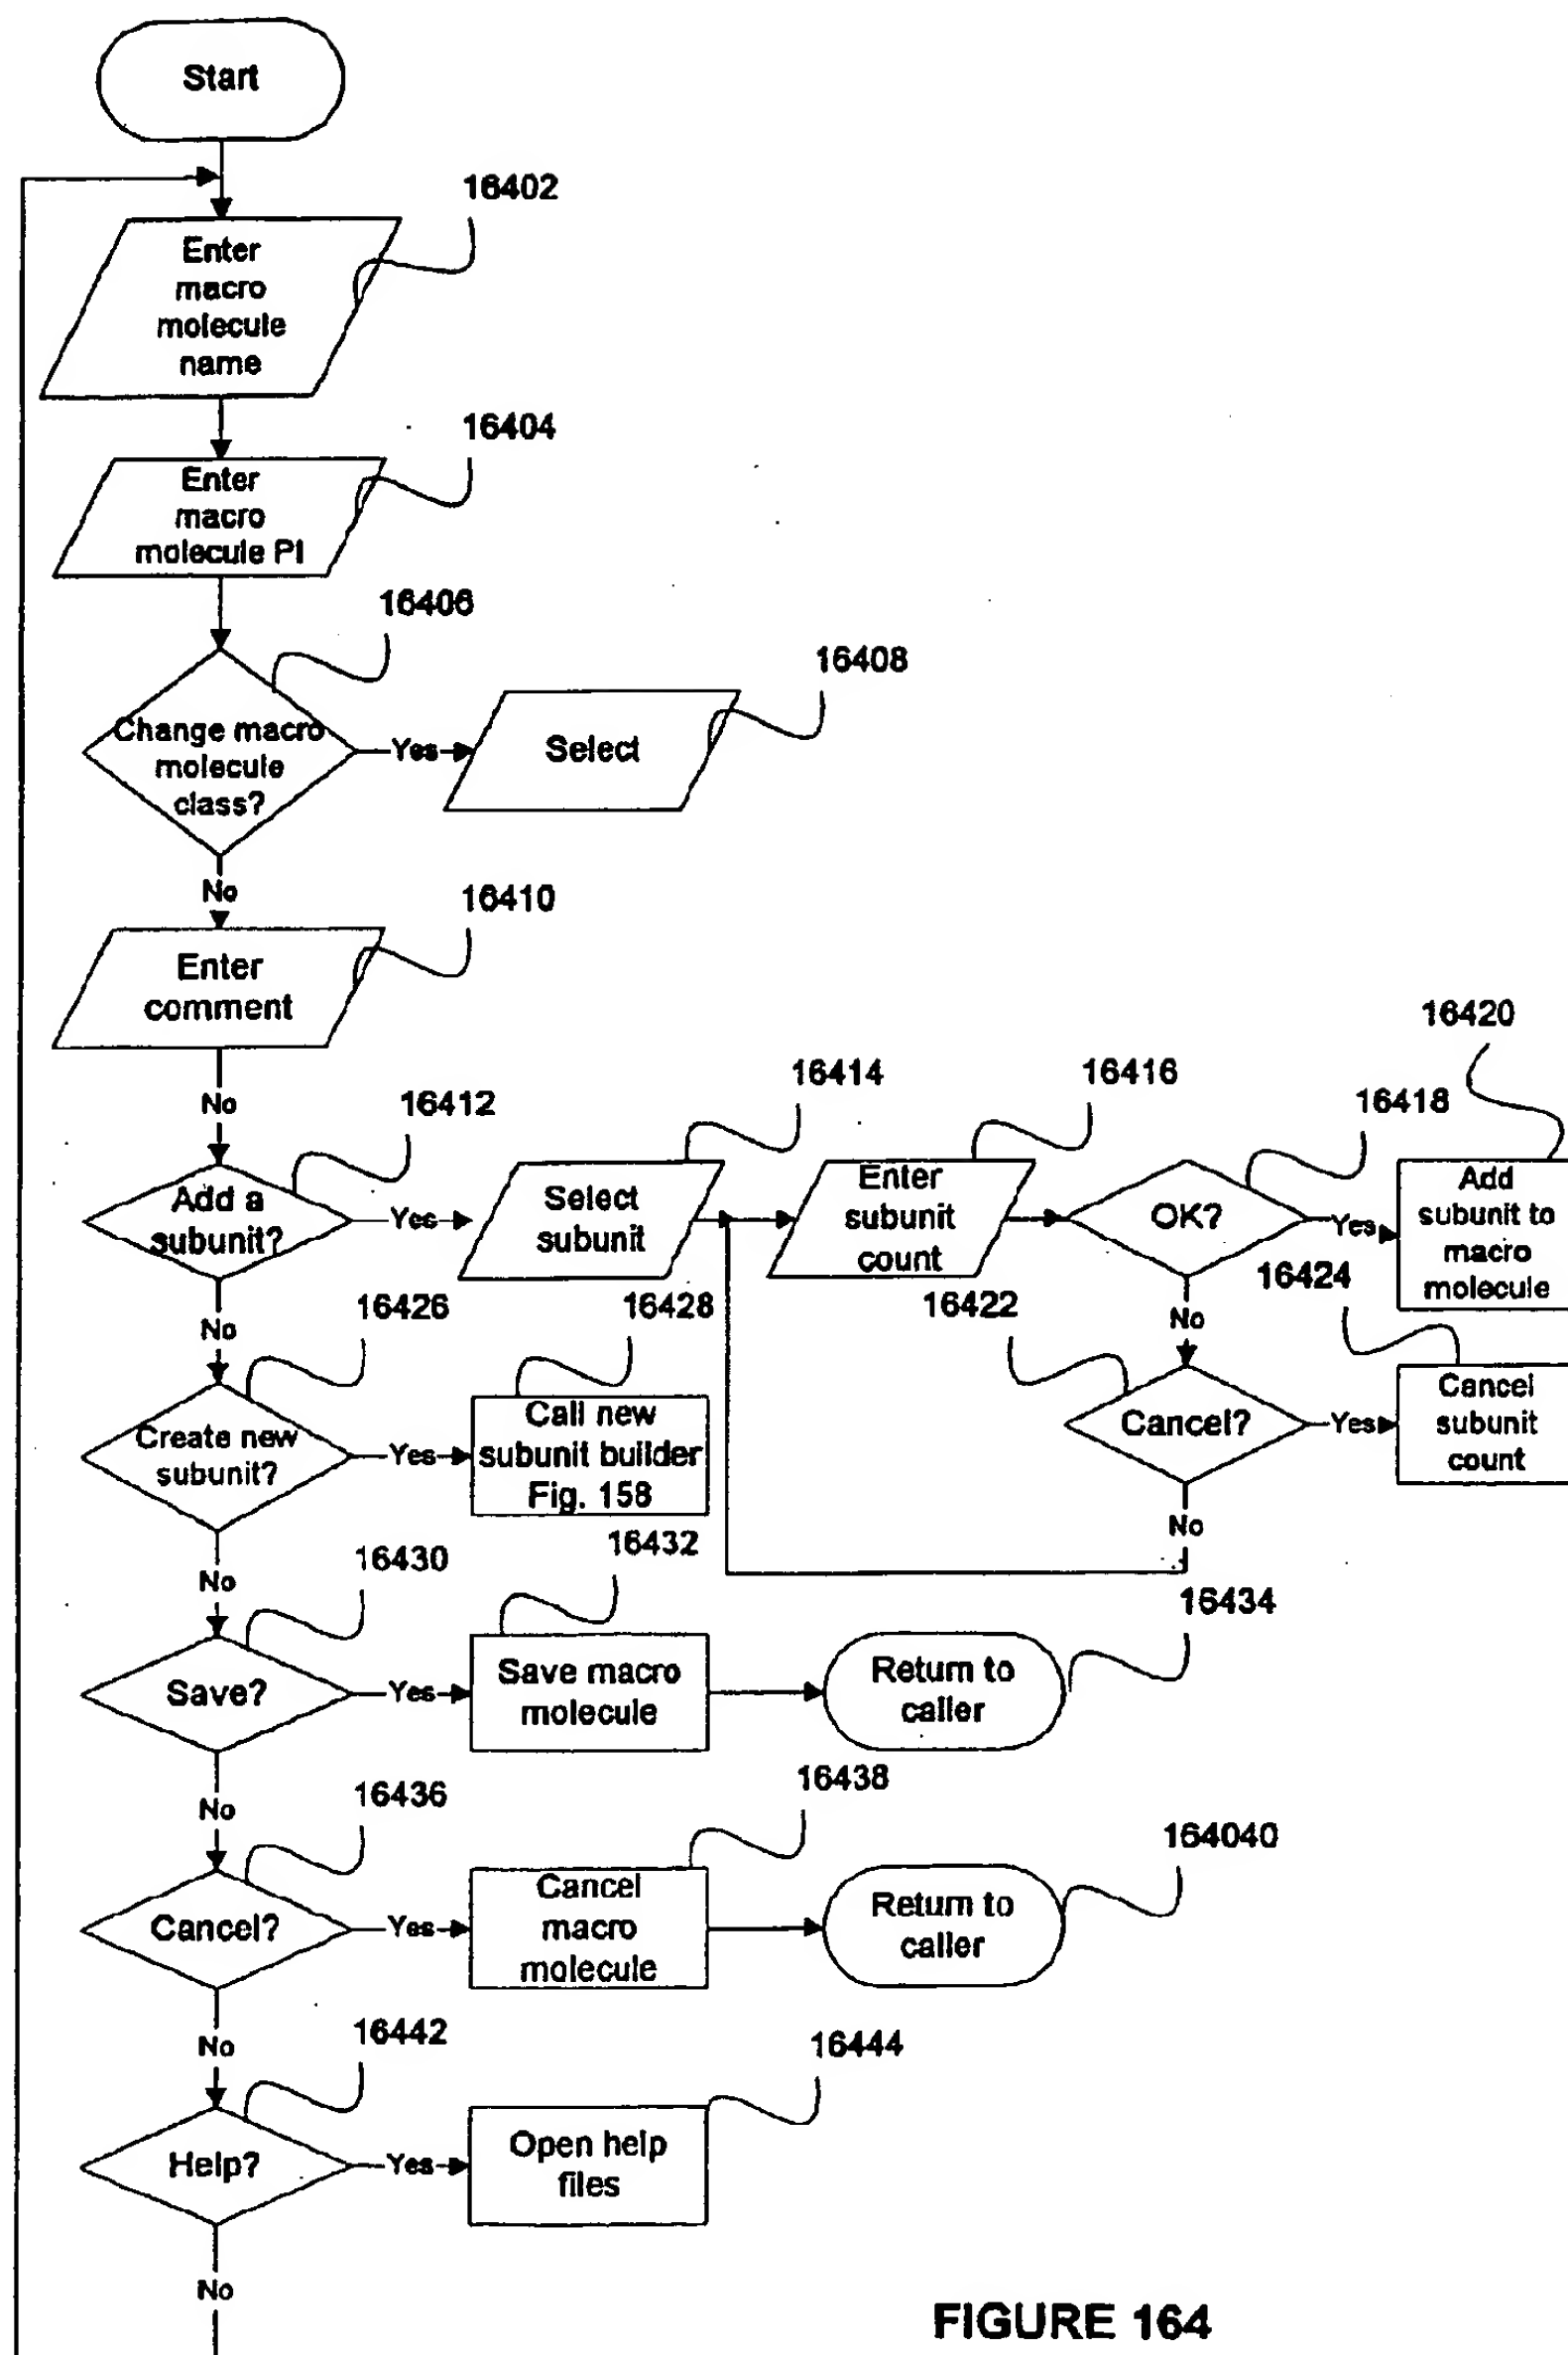 Start
16402
Enter
macro
molecule
name
16404
Enter
macro
molecule PI
16406
Change macro
molecule
class?
Yes
16408
Select
No
16410
Enter
comment
No
16412
Add a
subunit?
Yes
16414
Select
subunit
16416
Enter
subunit
count
16418
OK?
Yes
16420
Add
subunit to
macro
molecule
No
16422
Cancel?
Yes
16424
Cancel
subunit
count
No
No
16426
Create new
subunit?
Yes
16428
Call new
subunit builder
Fig. 158
No
16430
Save?
Yes
16432
Save macro
molecule
16434
Return to
caller
No
16436
Cancel?
Yes
16438
Cancel
macro
molecule
164040
Return to
caller
No
16442
Help?
Yes
16444
Open help
files
No
FIGURE 164